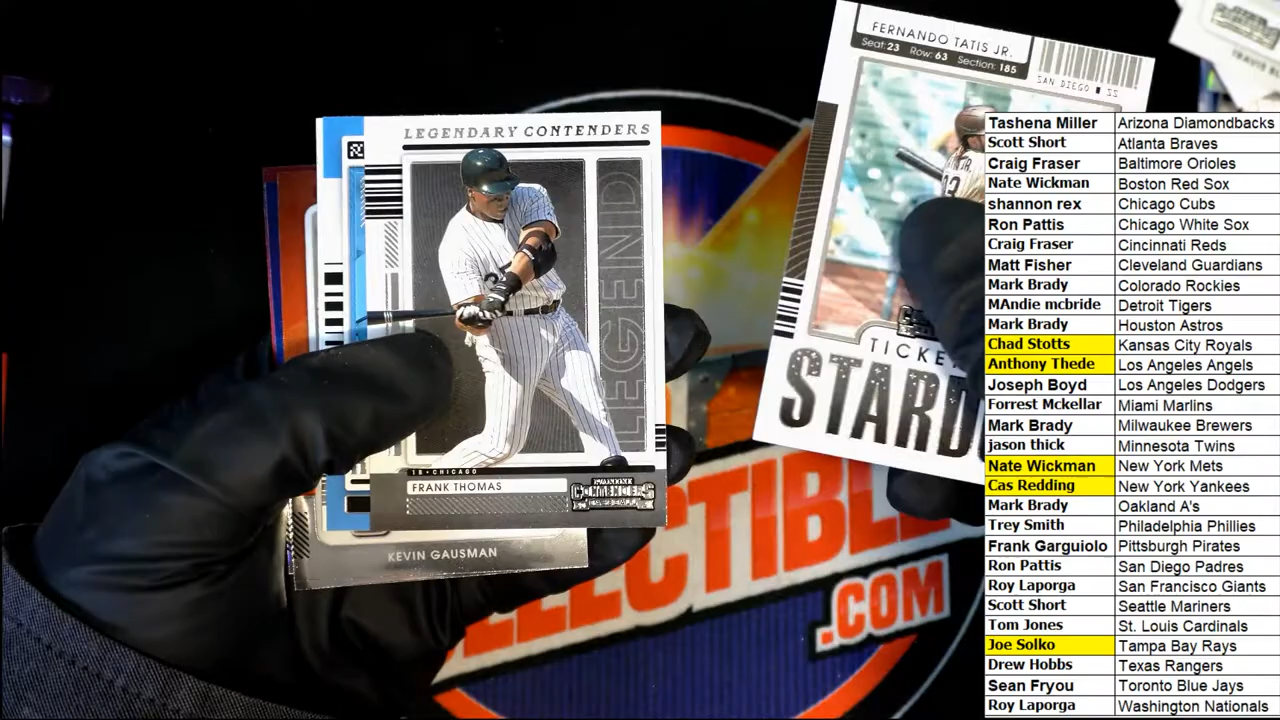 FERNANDO TATIS JR.
Seat: 23 Row: 63 Section: 185
SAN DIEGO ■ SS
LEGENDARY CONTENDERS
LEGEND
1B • CHICAGO
FRANK THOMAS
CONTENDERS
KEVIN GAUSMAN
TICKE
STARD
ECTIBLE
.COM
Tashena Miller Arizona Diamondbacks
Scott Short Atlanta Braves
Craig Fraser Baltimore Orioles
Nate Wickman Boston Red Sox
shannon rex Chicago Cubs
Ron Pattis Chicago White Sox
Craig Fraser Cincinnati Reds
Matt Fisher Cleveland Guardians
Mark Brady Colorado Rockies
MAndie mcbride Detroit Tigers
Mark Brady Houston Astros
Chad Stotts Kansas City Royals
Anthony Thede Los Angeles Angels
Joseph Boyd Los Angeles Dodgers
Forrest Mckellar Miami Marlins
Mark Brady Milwaukee Brewers
jason thick Minnesota Twins
Nate Wickman New York Mets
Cas Redding New York Yankees
Mark Brady Oakland A's
Trey Smith Philadelphia Phillies
Frank Garguiolo Pittsburgh Pirates
Ron Pattis San Diego Padres
Roy Laporga San Francisco Giants
Scott Short Seattle Mariners
Tom Jones St. Louis Cardinals
Joe Solko Tampa Bay Rays
Drew Hobbs Texas Rangers
Sean Fryou Toronto Blue Jays
Roy Laporga Washington Nationals